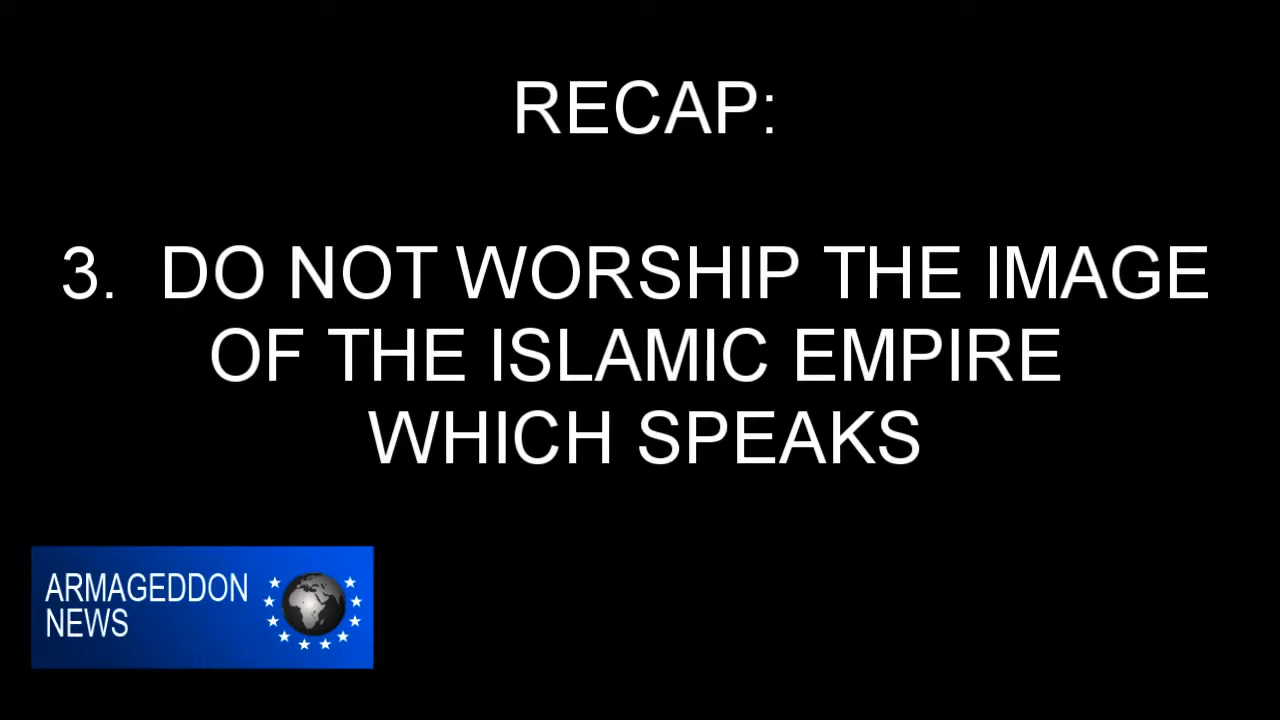 RECAP:
3. DO NOT WORSHIP THE IMAGE
OF THE ISLAMIC EMPIRE
WHICH SPEAKS
ARMAGEDDON
NEWS